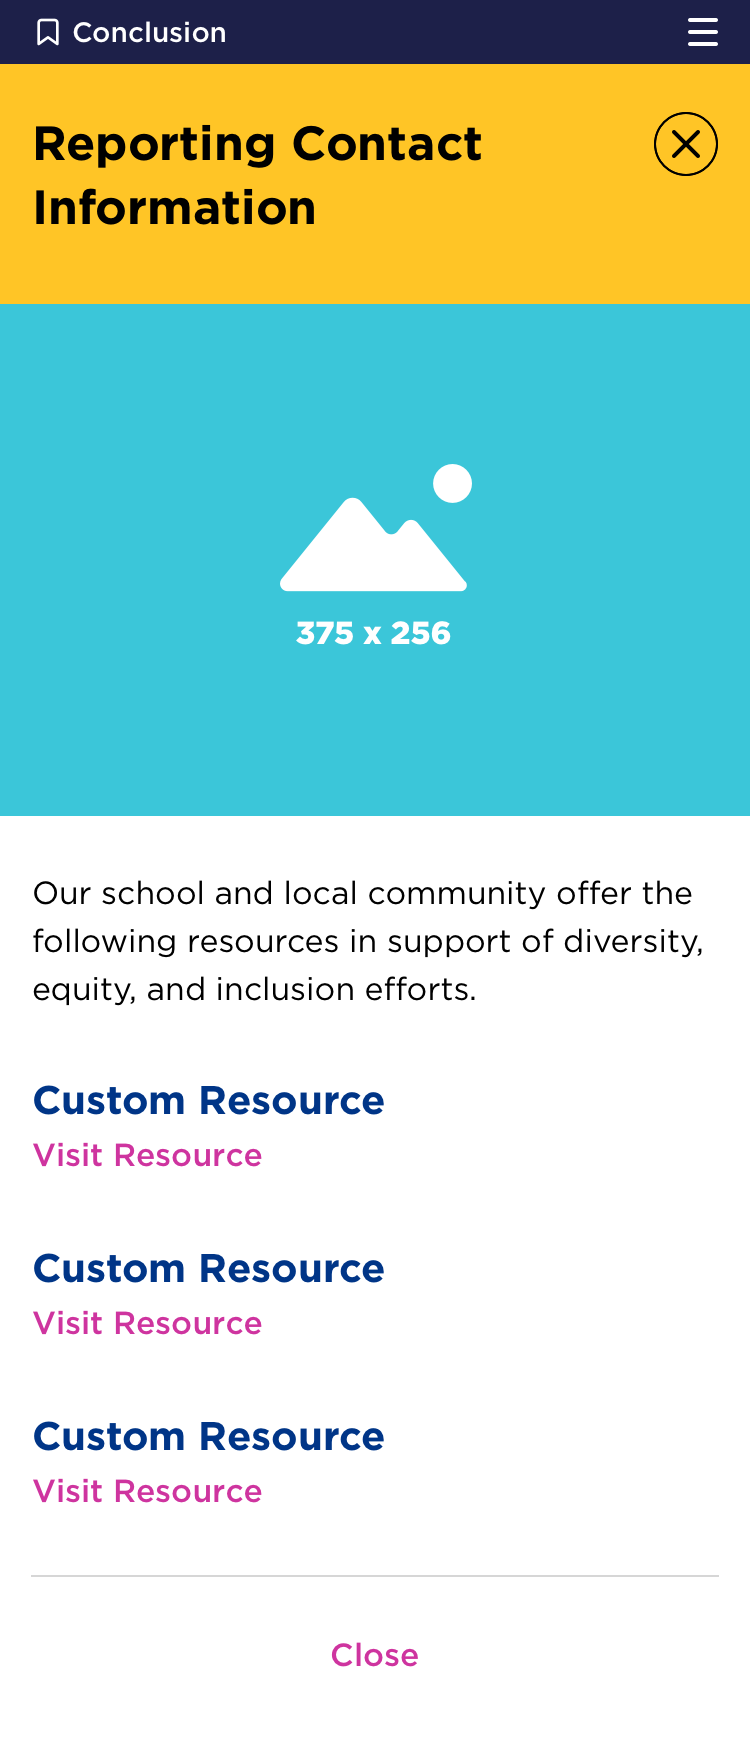 Conclusion
Reporting Contact
Information
375 x 256
Our school and local community offer the
following resources in support of diversity,
equity, and inclusion efforts.
Custom Resource
Visit Resource
Custom Resource
Visit Resource
Custom Resource
Visit Resource
Close